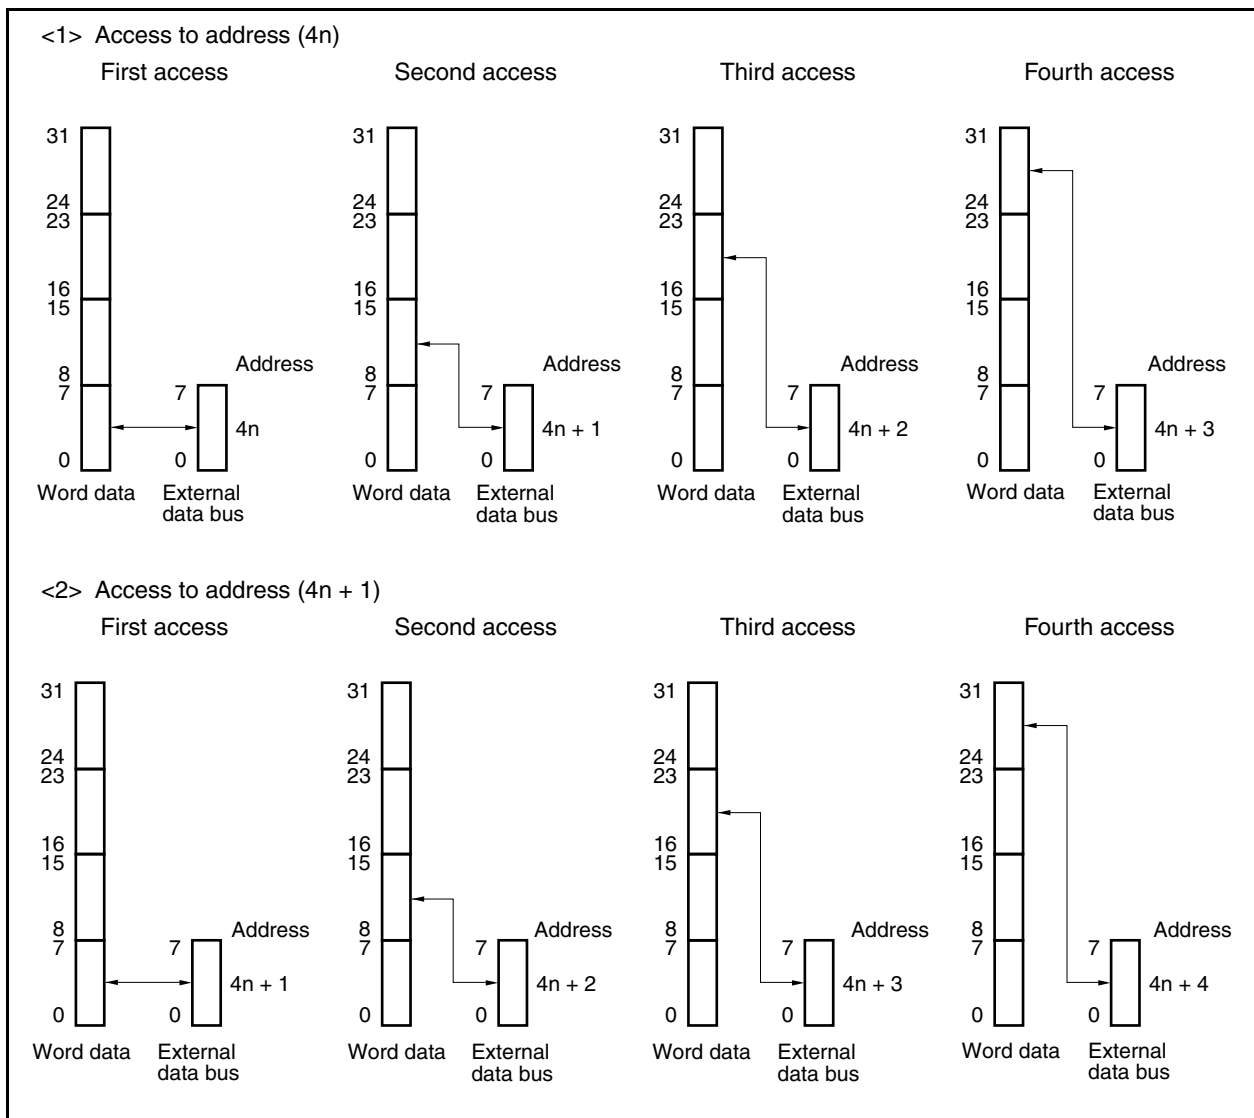 <1> Access to address (4n)
First access Second access Third access Fourth access
31 31 31 31
24 24 24 24
23 23 23 23
16 16 16 16
15 15 15 15
Address Address Address Address
8 8 8 8
7 7 7 7 7 7 7 7
4n 4n + 1 4n + 2 4n + 3
0 0 0 0 0 0 0 0
Word data External Word data External Word data External Word data External
data bus data bus data bus data bus
<2> Access to address (4n + 1)
First access Second access Third access Fourth access
31 31 31 31
24 24 24 24
23 23 23 23
16 16 16 16
15 15 15 15
Address Address Address Address
8 8 8 8
7 7 7 7 7 7 7 7
4n + 1 4n + 2 4n + 3 4n + 4
0 0 0 0 0 0 0 0
Word data External Word data External Word data External Word data External
data bus data bus data bus data bus